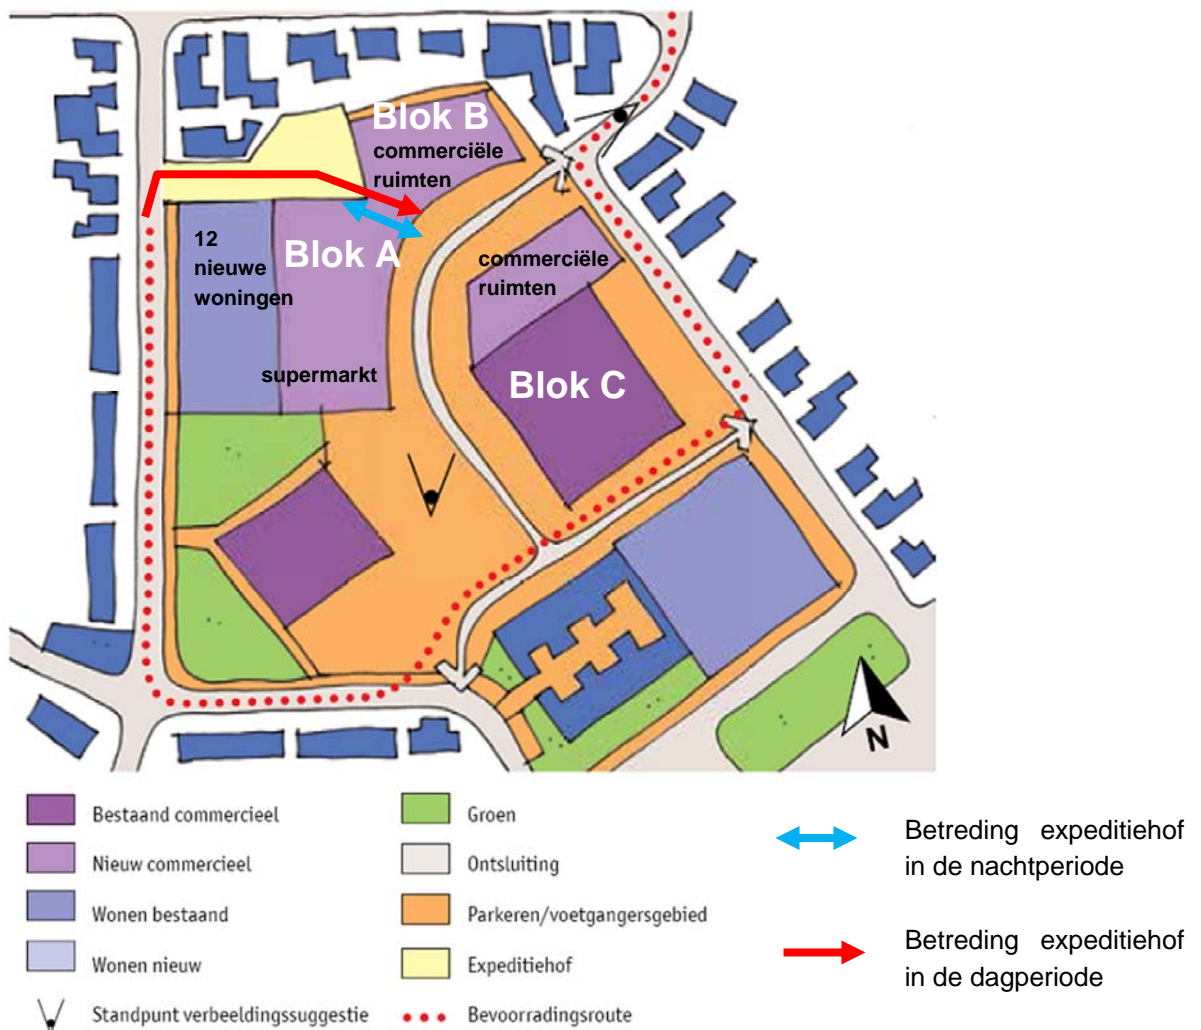 Blok B
commerciële
ruimten
12
nieuwe
woningen
Blok A
commerciële
ruimten
supermarkt
Blok C
N
Bestaand commercieel
Nieuw commercieel
Wonen bestaand
Wonen nieuw
Standpunt verbeeldingssuggestie
Groen
Ontsluiting
Parkeren/voetgangersgebied
Expeditiehof
Bevoorradingsroute
Betreding expeditiehof
in de nachtperiode
Betreding expeditiehof
in de dagperiode